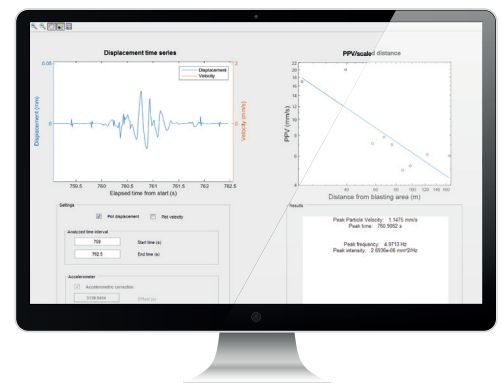 Displacement time series
0.05
0
Displacement (mm)
2
0
Velocity (mm/s)
Displacement
Velocity
759.5 760 760.5 761 761.5 762 762.5
Elapsed time from start (s)
PPV/scaled distance
22
20
18
16
14
12
10
8
6
4
PPV (mm/s)
40 60 80 100 120 140 160
Distance from blasting area (m)
Settings
Plot displacement
Plot velocity
Analyzed time interval
759
Start time (s)
762.5
End time (s)
Accelerometer
Accelerometric correction
Offset (s)
Results
Peak Particle Velocity: 1.1475 mm/s
Peak time: 760.9962 s
Peak frequency: 4.9713 Hz
Peak intensity: 2.6936e-06 mm^2/Hz